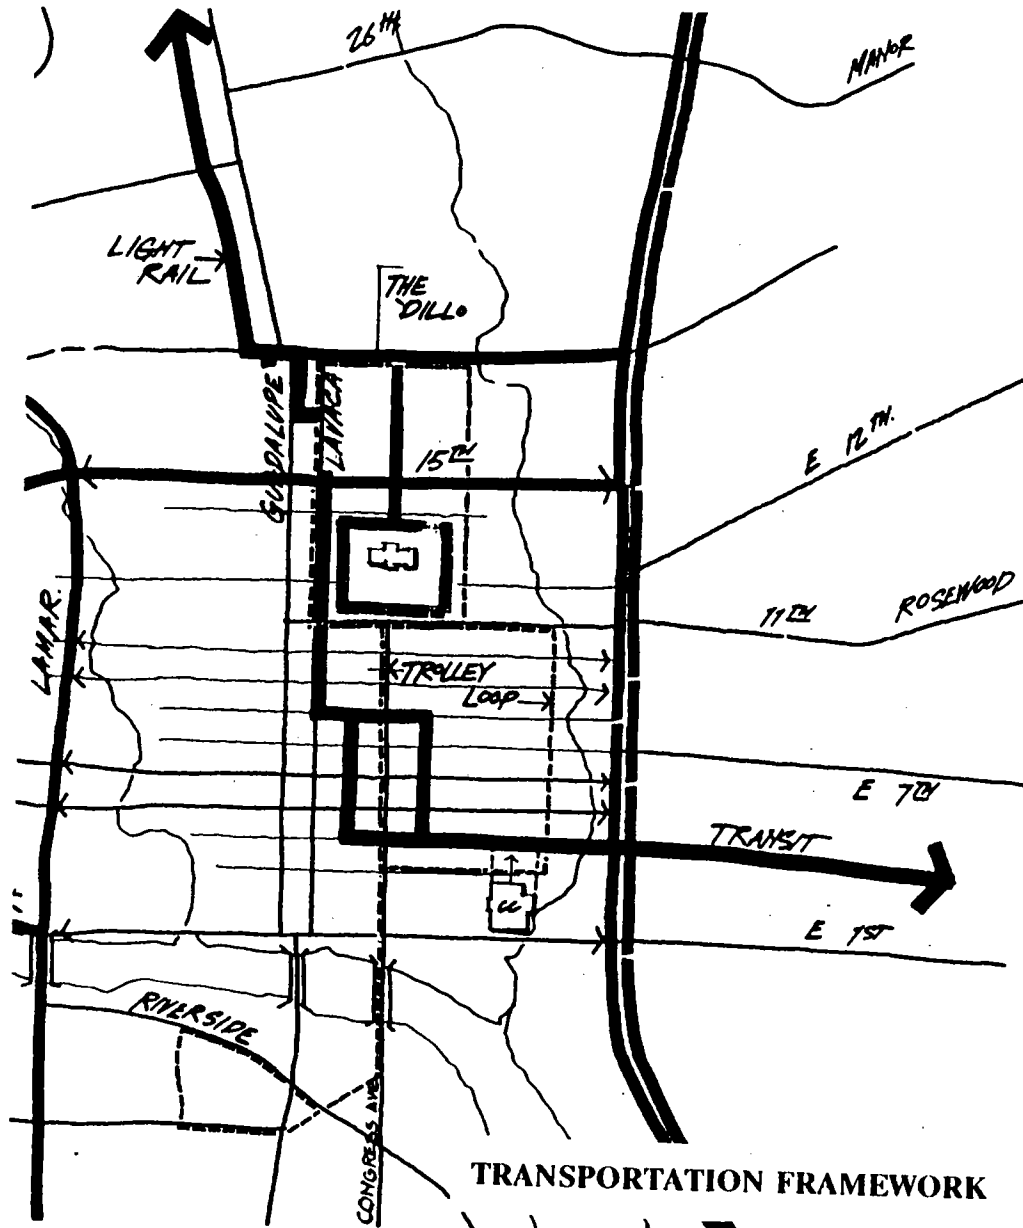 26TH
MANOR
LIGHT
RAIL
THE
'DILLO
GUADALUPE
LAVACA
15TH
E 12TH.
LAMAR.
11TH
ROSEWOOD
TROLLEY
LOOP
E 7TH
TRANSIT
CC
E 1ST
RIVERSIDE
CONGRESS AVE
TRANSPORTATION FRAMEWORK